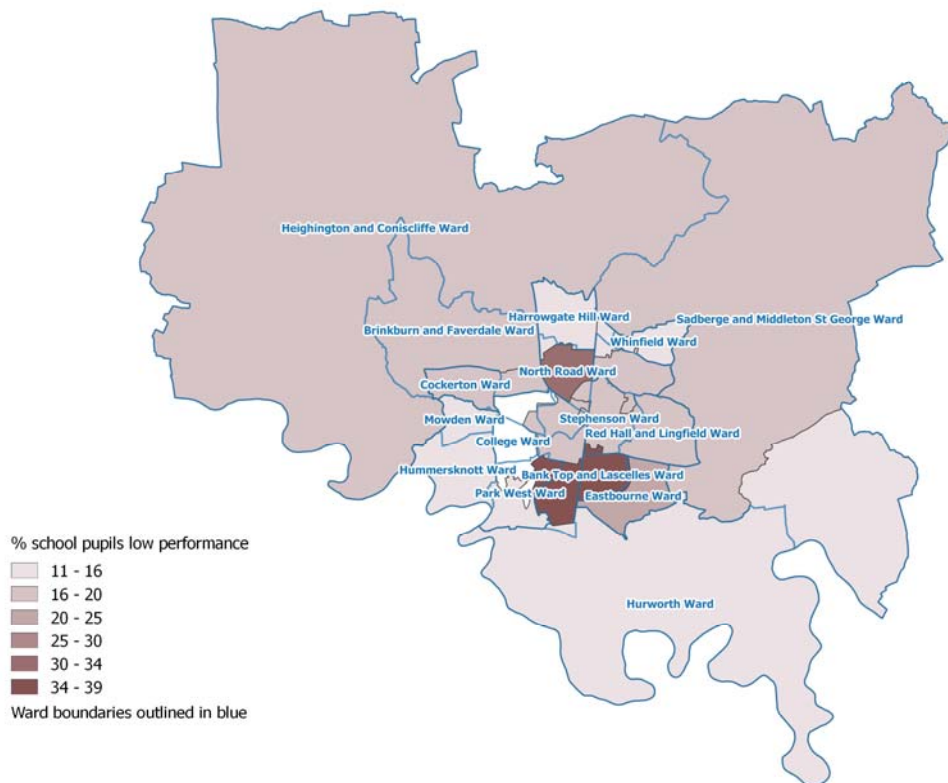 Heighington and Coniscliffe Ward
Harrowgate Hill Ward
Sadberge and Middleton St George Ward
Brinkburn and Faverdale Ward
Whinfield Ward
North Road Ward
Cockerton Ward
Mowden Ward
Stephenson Ward
Red Hall and Lingfield Ward
College Ward
Hummersknott Ward
Bank Top and Lascelles Ward
Park West Ward
Eastbourne Ward
Hurworth Ward
% school pupils low performance
11 - 16
16 - 20
20 - 25
25 - 30
30 - 34
34 - 39
Ward boundaries outlined in blue